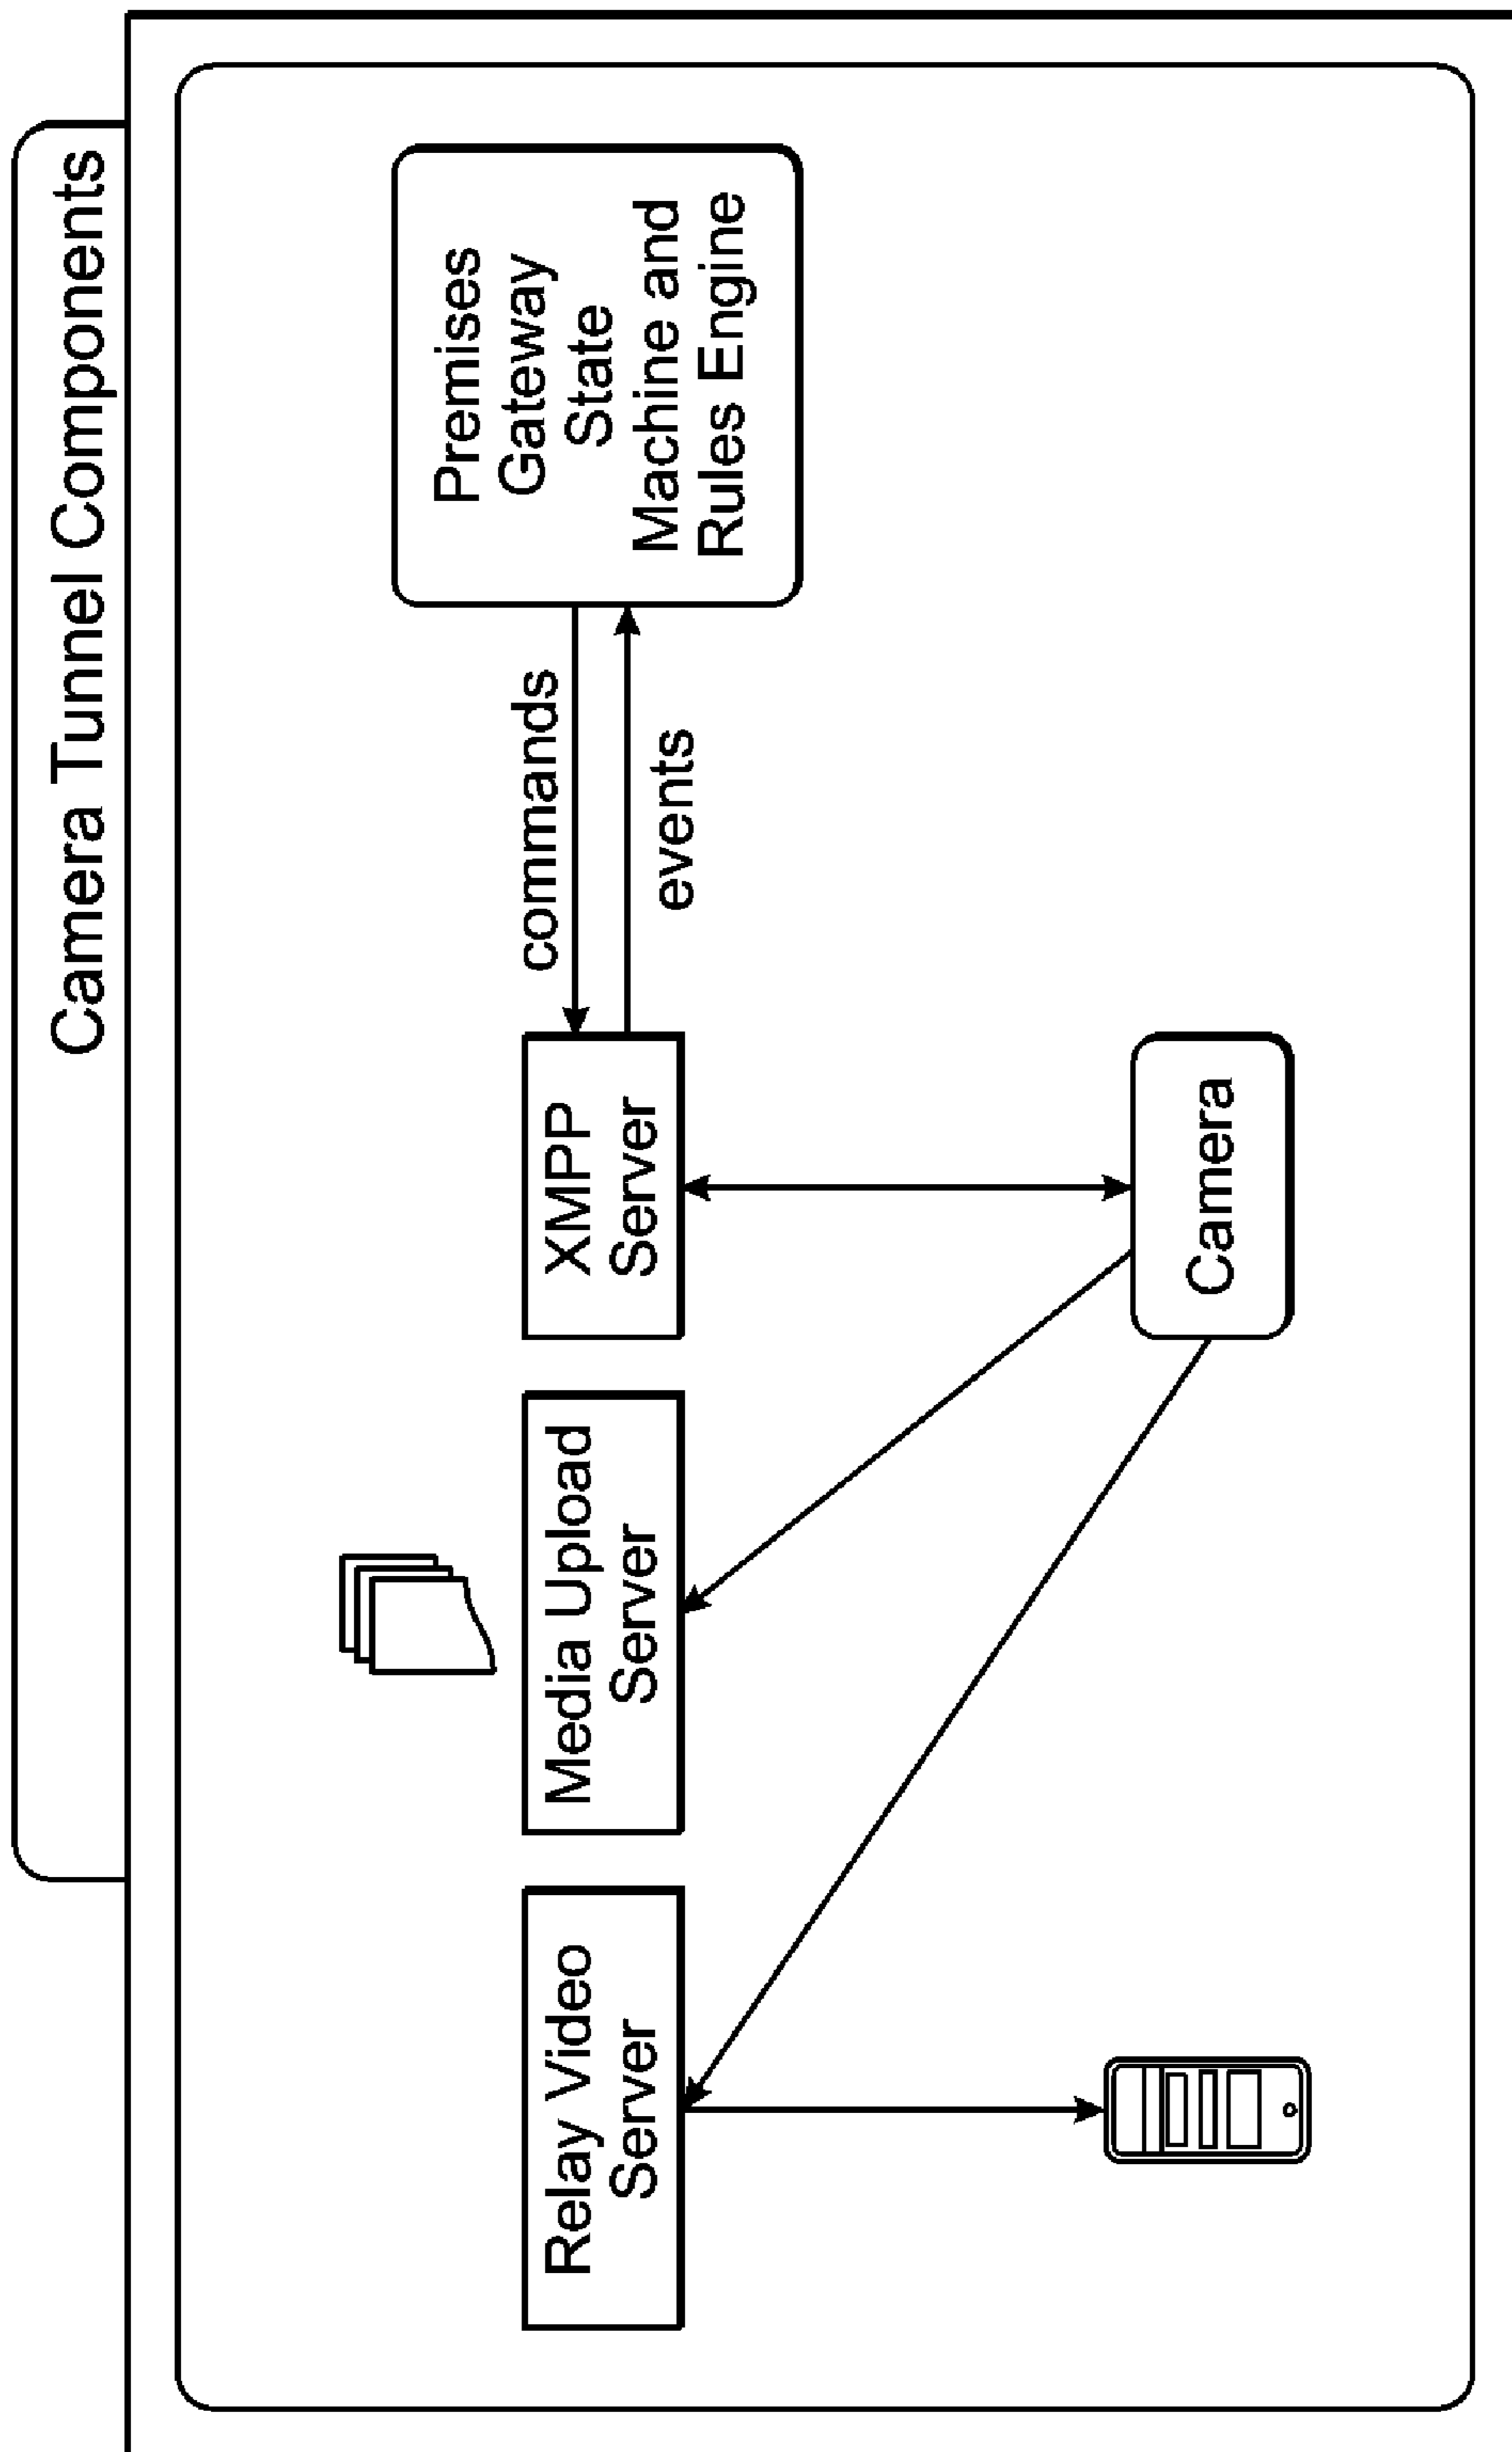 Camera Tunnel Components
Relay Video
Server
Media Upload
Server
XMPP
Server
commands
events
Premises
Gateway
State
Machine and
Rules Engine
Camera